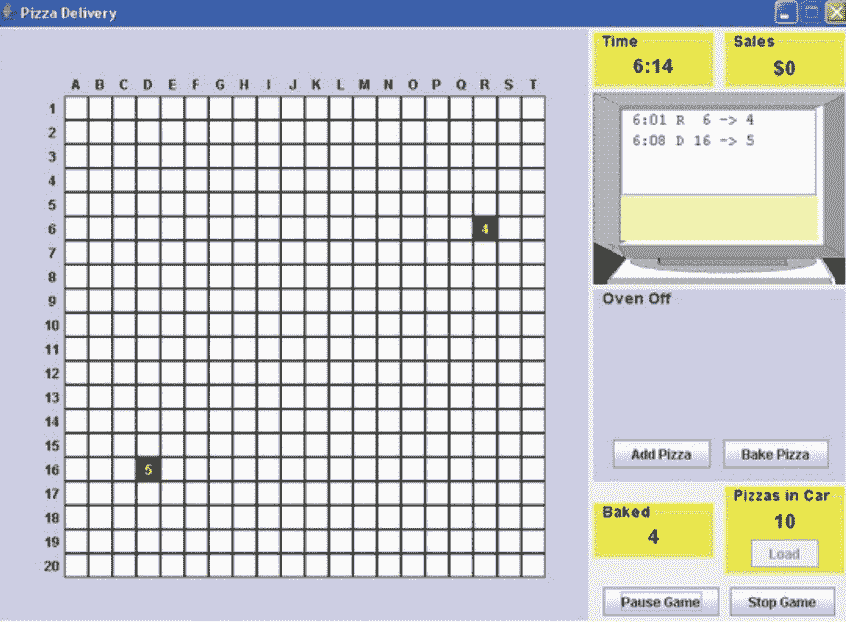 Pizza Delivery
Time
6:14
Sales
$0
A B C D E F G H I J K L M N O P Q R S T
1
2
3
4
5
6 4
7
8
9
10
11
12
13
14
15
16 5
17
18
19
20
6:01 R 6 -> 4
6:08 D 16 -> 5
Oven Off
Add Pizza
Bake Pizza
Baked
4
Pizzas in Car
10
Load
Pause Game
Stop Game